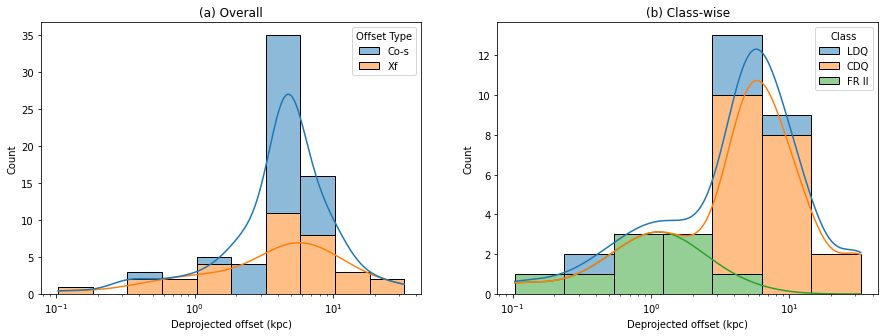 (a) Overall
Count
35
30
25
20
15
10
5
0
10⁻¹
10⁰
10¹
Deprojected offset (kpc)
Offset Type
Co-s
Xf
(b) Class-wise
Count
12
10
8
6
4
2
0
10⁻¹
10⁰
10¹
Deprojected offset (kpc)
Class
LDQ
CDQ
FR II